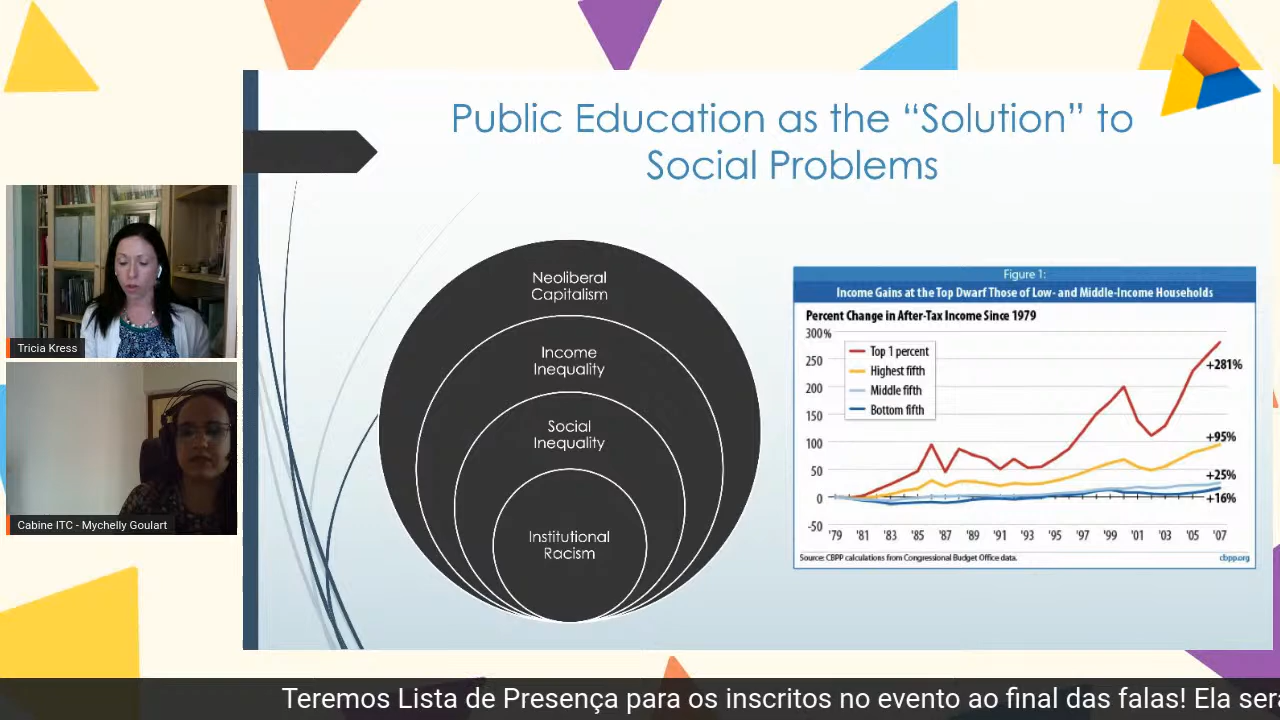 Public Education as the “Solution” to
Social Problems
Neoliberal
Capitalism
Income
Inequality
Social
Inequality
Institutional
Racism
Figure 1:
Income Gains at the Top Dwarf Those of Low- and Middle-Income Households
Percent Change in After-Tax Income Since 1979
300%
250
200
150
100
50
0
-50
Top 1 percent
Highest fifth
Middle fifth
Bottom fifth
+281%
+95%
+25%
+16%
'79 '81 '83 '85 '87 '89 '91 '93 '95 '97 '99 '01 '03 '05 '07
Source: CBPP calculations from Congressional Budget Office data.
cbpp.org
Tricia Kress
Cabine ITC - Mychelly Goulart
Teremos Lista de Presença para os inscritos no evento ao final das falas! Ela ser